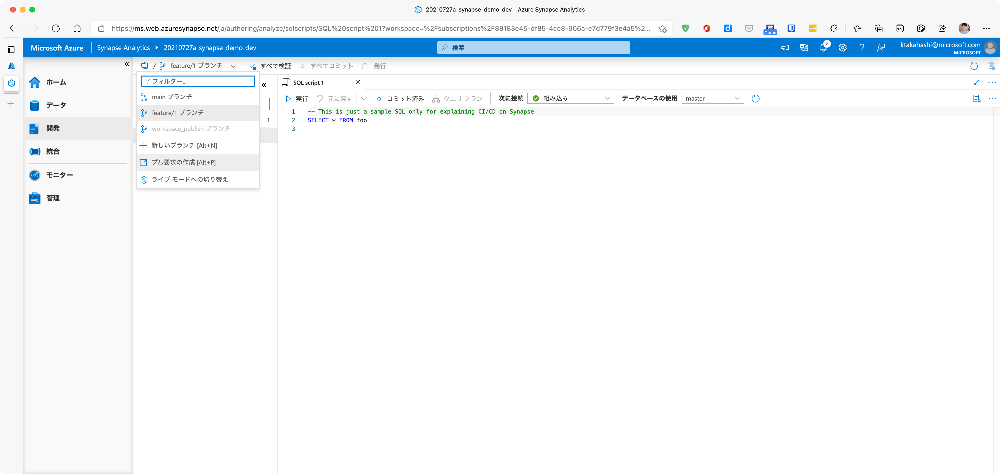 20210727a-synapse-demo-dev - Azure Synapse Analytics
https://ms.web.azuresynapse.net/ja/authoring/analyze/sqlscripts/SQL%20script%201?workspace=%2Fsubscriptions%2F88183e45-df85-4ce8-966a-e7d779f3e4a5%2...
Comn
Microsoft Azure
Synapse Analytics
20210727a-synapse-demo-dev
検索
2
ktakahashi@microsoft.com
MICROSOFT
/ feature/1 ブランチ
すべて検証
すべてコミット
発行
ホーム
データ
開発
統合
モニター
管理
フィルター...
main ブランチ
feature/1 ブランチ
workspace_publish ブランチ
新しいブランチ [Alt+N]
プル要求の作成 [Alt+P]
ライブ モードへの切り替え
1
SQL script 1
実行
元に戻す
コミット済み
クエリ プラン
次に接続
組み込み
データベースの使用
master
1 -- This is just a sample SQL only for explaining CI/CD on Synapse
2 SELECT * FROM foo
3